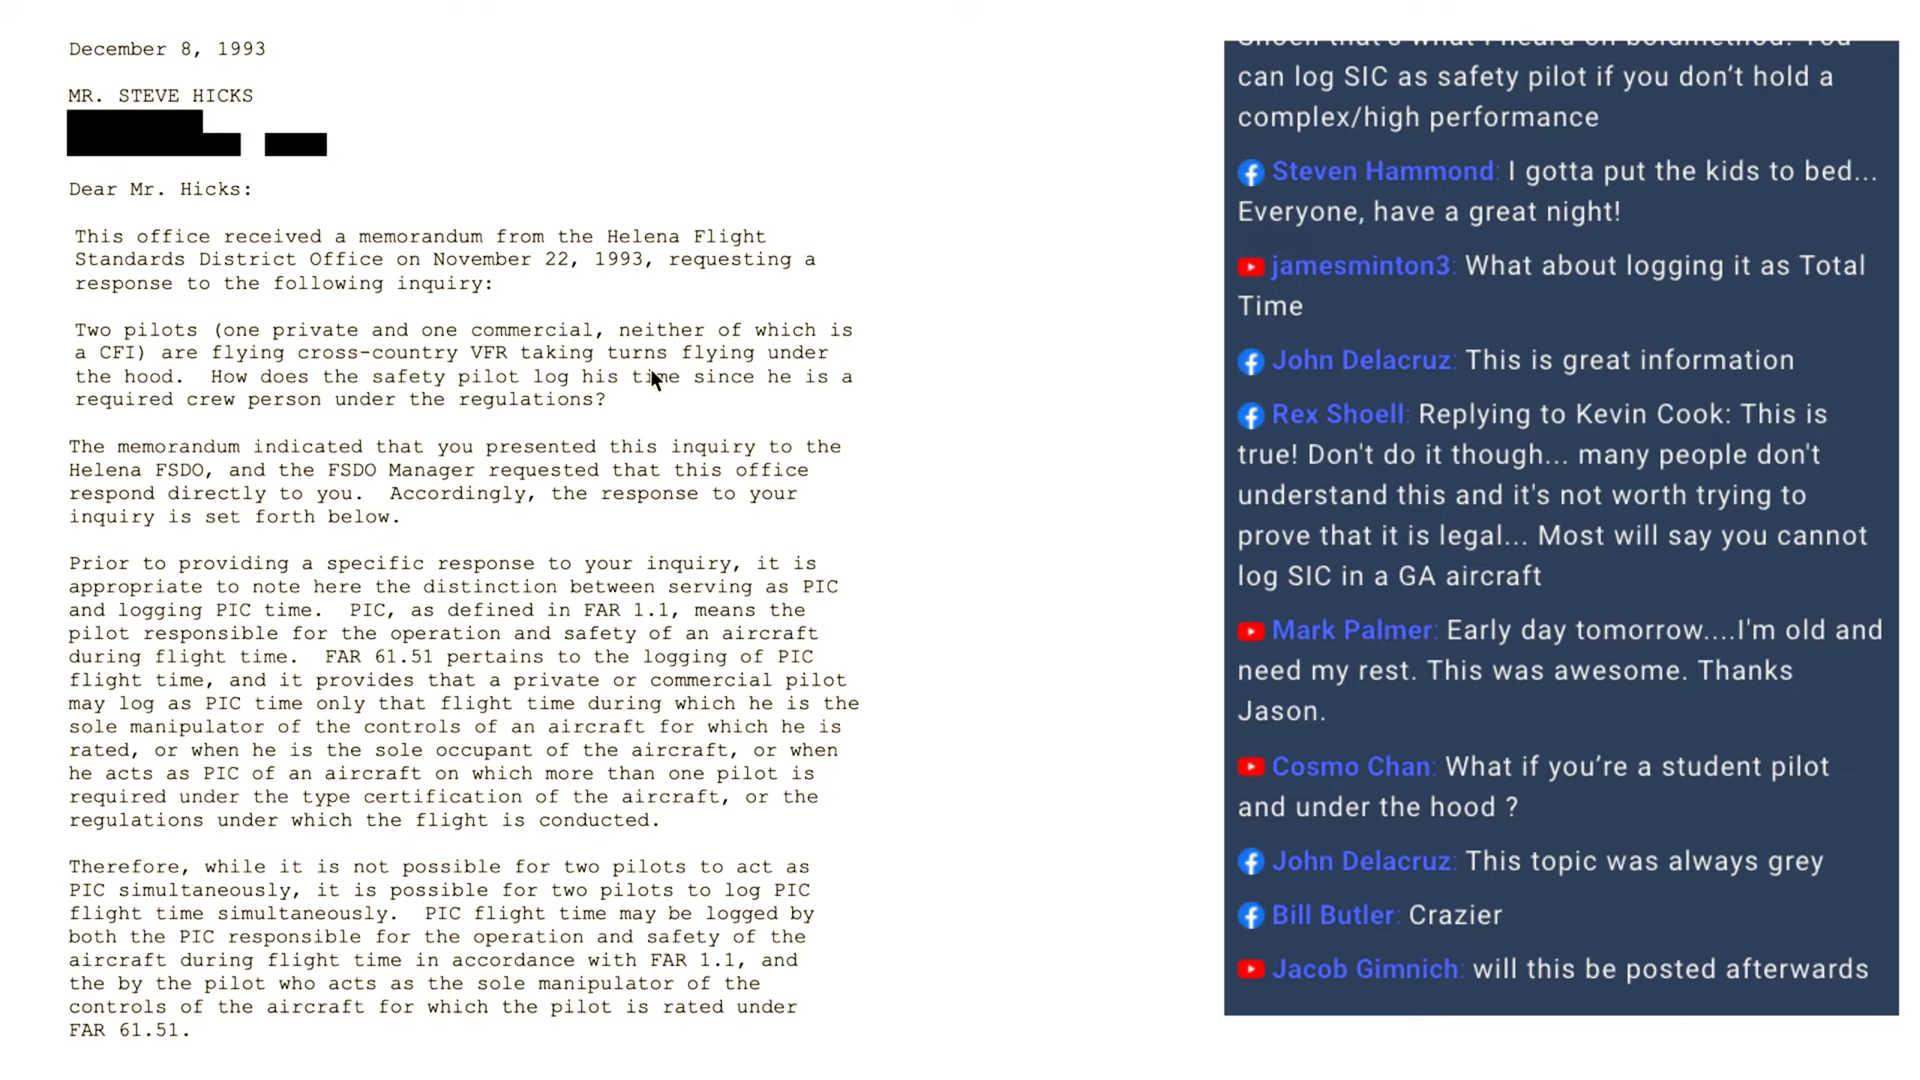 December 8, 1993
MR. STEVE HICKS
Dear Mr. Hicks:
This office received a memorandum from the Helena Flight
Standards District Office on November 22, 1993, requesting a
response to the following inquiry:
Two pilots (one private and one commercial, neither of which is
a CFI) are flying cross-country VFR taking turns flying under
the hood. How does the safety pilot log his time since he is a
required crew person under the regulations?
The memorandum indicated that you presented this inquiry to the
Helena FSDO, and the FSDO Manager requested that this office
respond directly to you. Accordingly, the response to your
inquiry is set forth below.
Prior to providing a specific response to your inquiry, it is
appropriate to note here the distinction between serving as PIC
and logging PIC time. PIC, as defined in FAR 1.1, means the
pilot responsible for the operation and safety of an aircraft
during flight time. FAR 61.51 pertains to the logging of PIC
flight time, and it provides that a private or commercial pilot
may log as PIC time only that flight time during which he is the
sole manipulator of the controls of an aircraft for which he is
rated, or when he is the sole occupant of the aircraft, or when
he acts as PIC of an aircraft on which more than one pilot is
required under the type certification of the aircraft, or the
regulations under which the flight is conducted.
Therefore, while it is not possible for two pilots to act as
PIC simultaneously, it is possible for two pilots to log PIC
flight time simultaneously. PIC flight time may be logged by
both the PIC responsible for the operation and safety of the
aircraft during flight time in accordance with FAR 1.1, and
the by the pilot who acts as the sole manipulator of the
controls of the aircraft for which the pilot is rated under
FAR 61.51.
Shoell that's what I heard on boldmethod. You
can log SIC as safety pilot if you don’t hold a
complex/high performance
Steven Hammond: I gotta put the kids to bed...
Everyone, have a great night!
jamesminton3: What about logging it as Total
Time
John Delacruz: This is great information
Rex Shoell: Replying to Kevin Cook: This is
true! Don't do it though... many people don't
understand this and it's not worth trying to
prove that it is legal... Most will say you cannot
log SIC in a GA aircraft
Mark Palmer: Early day tomorrow....I'm old and
need my rest. This was awesome. Thanks
Jason.
Cosmo Chan: What if you’re a student pilot
and under the hood ?
John Delacruz: This topic was always grey
Bill Butler: Crazier
Jacob Gimnich: will this be posted afterwards